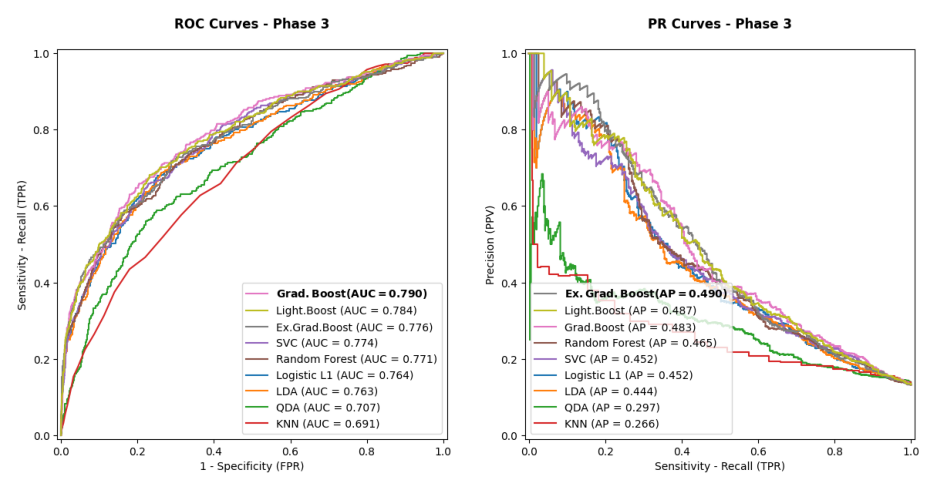 ROC Curves - Phase 3
1.0
0.8
0.6
0.4
0.2
0.0
Sensitivity - Recall (TPR)
Grad.Boost(AUC = 0.790)
Light.Boost (AUC = 0.784)
Ex.Grad.Boost (AUC = 0.776)
SVC (AUC = 0.774)
Random Forest (AUC = 0.771)
Logistic L1 (AUC = 0.764)
LDA (AUC = 0.763)
QDA (AUC = 0.707)
KNN (AUC = 0.691)
0.0 0.2 0.4 0.6 0.8 1.0
1 - Specificity (FPR)
PR Curves - Phase 3
1.0
0.8
0.6
0.4
0.2
0.0
Precision (PPV)
Ex.Grad.Boost(AP = 0.490)
Light.Boost (AP = 0.487)
Grad.Boost (AP = 0.483)
Random Forest (AP = 0.465)
SVC (AP = 0.452)
Logistic L1 (AP = 0.452)
LDA (AP = 0.444)
QDA (AP = 0.297)
KNN (AP = 0.266)
0.0 0.2 0.4 0.6 0.8 1.0
Sensitivity - Recall (TPR)